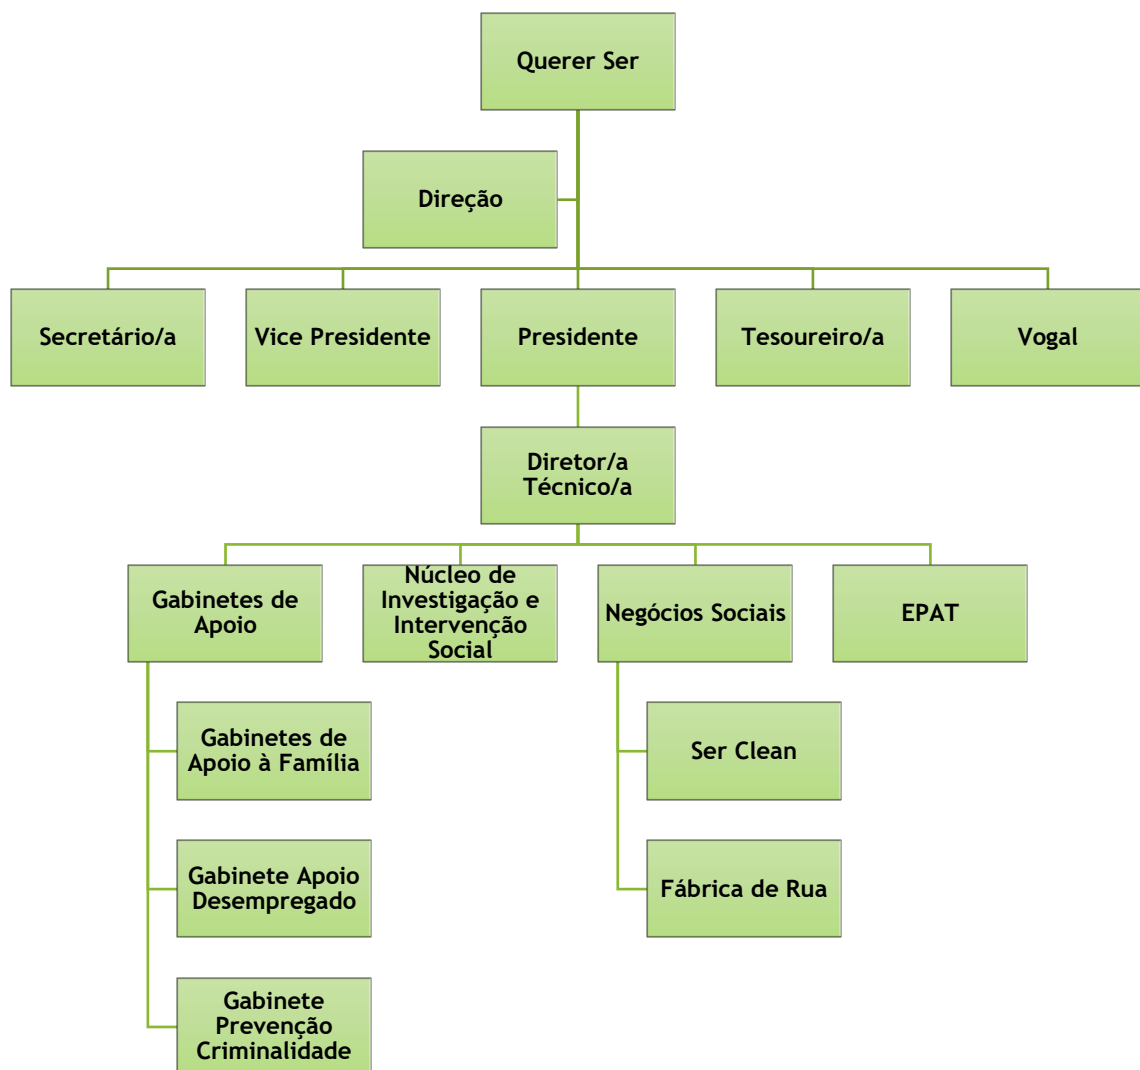 Querer Ser
Direção
Secretário/a
Vice Presidente
Presidente
Tesoureiro/a
Vogal
Diretor/a
Técnico/a
Gabinetes de
Apoio
Núcleo de
Investigação e
Intervenção
Social
Negócios Sociais
EPAT
Gabinetes de
Apoio à Família
Ser Clean
Gabinete Apoio
Desempregado
Fábrica de Rua
Gabinete
Prevenção
Criminalidade